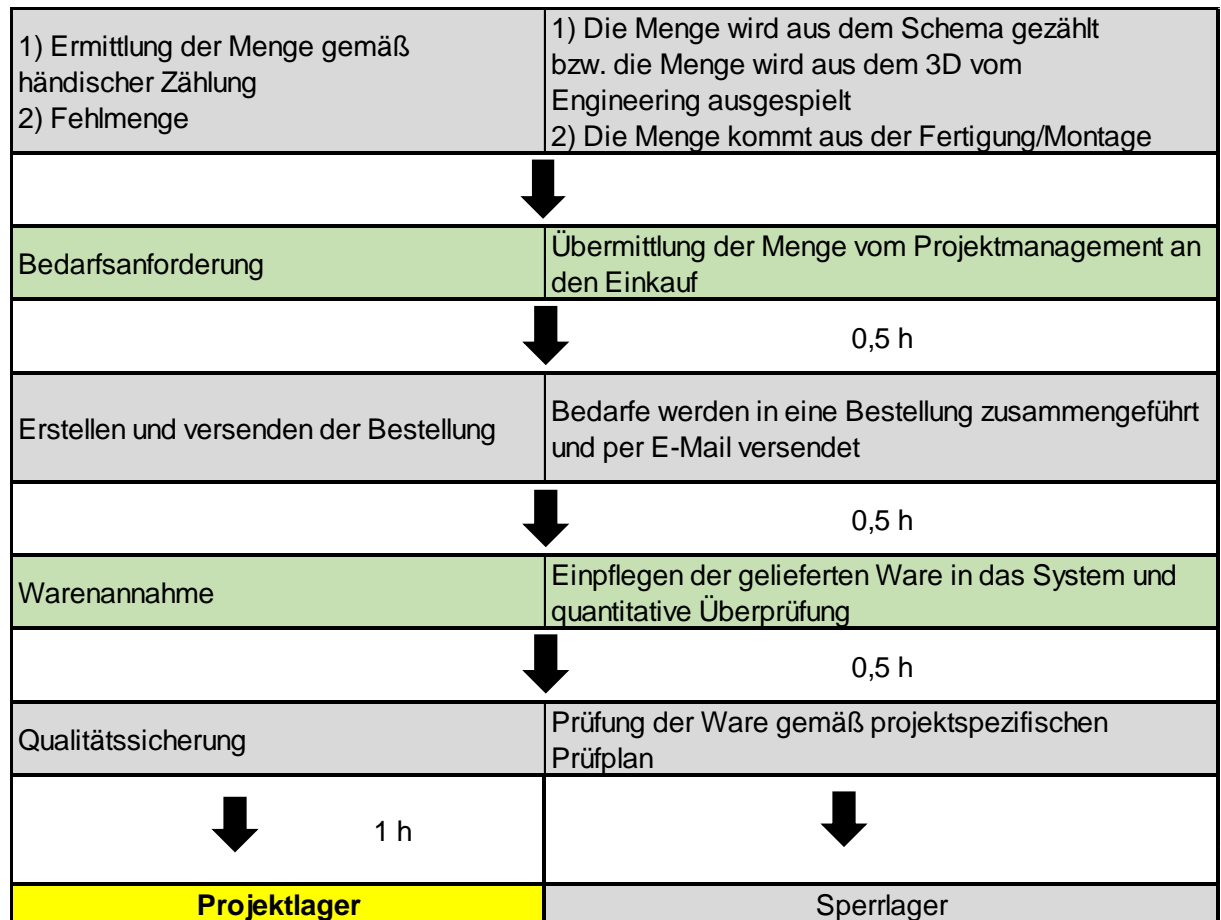 1) Ermittlung der Menge gemäß
händischer Zählung
2) Fehlmenge
1) Die Menge wird aus dem Schema gezählt
bzw. die Menge wird aus dem 3D vom
Engineering ausgespielt
2) Die Menge kommt aus der Fertigung/Montage
Bedarfsanforderung
Übermittlung der Menge vom Projektmanagement an
den Einkauf
0,5 h
Erstellen und versenden der Bestellung
Bedarfe werden in eine Bestellung zusammengeführt
und per E-Mail versendet
0,5 h
Warenannahme
Einpflegen der gelieferten Ware in das System und
quantitative Überprüfung
0,5 h
Qualitätssicherung
Prüfung der Ware gemäß projektspezifischen
Prüfplan
1 h
Projektlager
Sperrlager